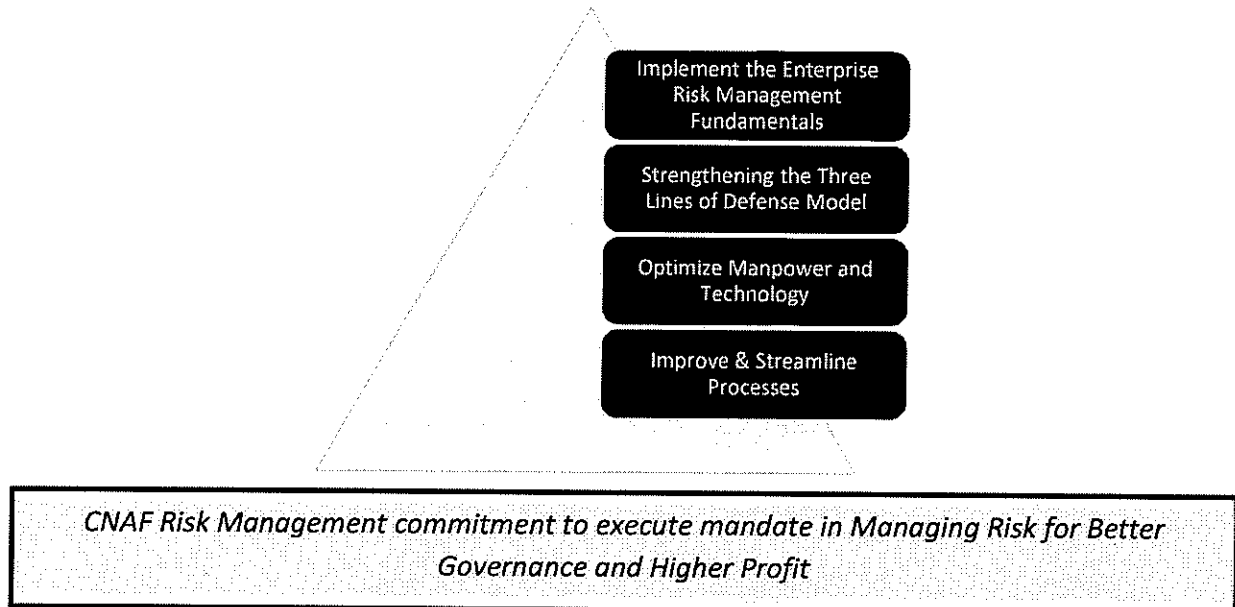 Implement the Enterprise
Risk Management
Fundamentals
Strengthening the Three
Lines of Defense Model
Optimize Manpower and
Technology
Improve & Streamline
Processes
CNAF Risk Management commitment to execute mandate in Managing Risk for Better
Governance and Higher Profit